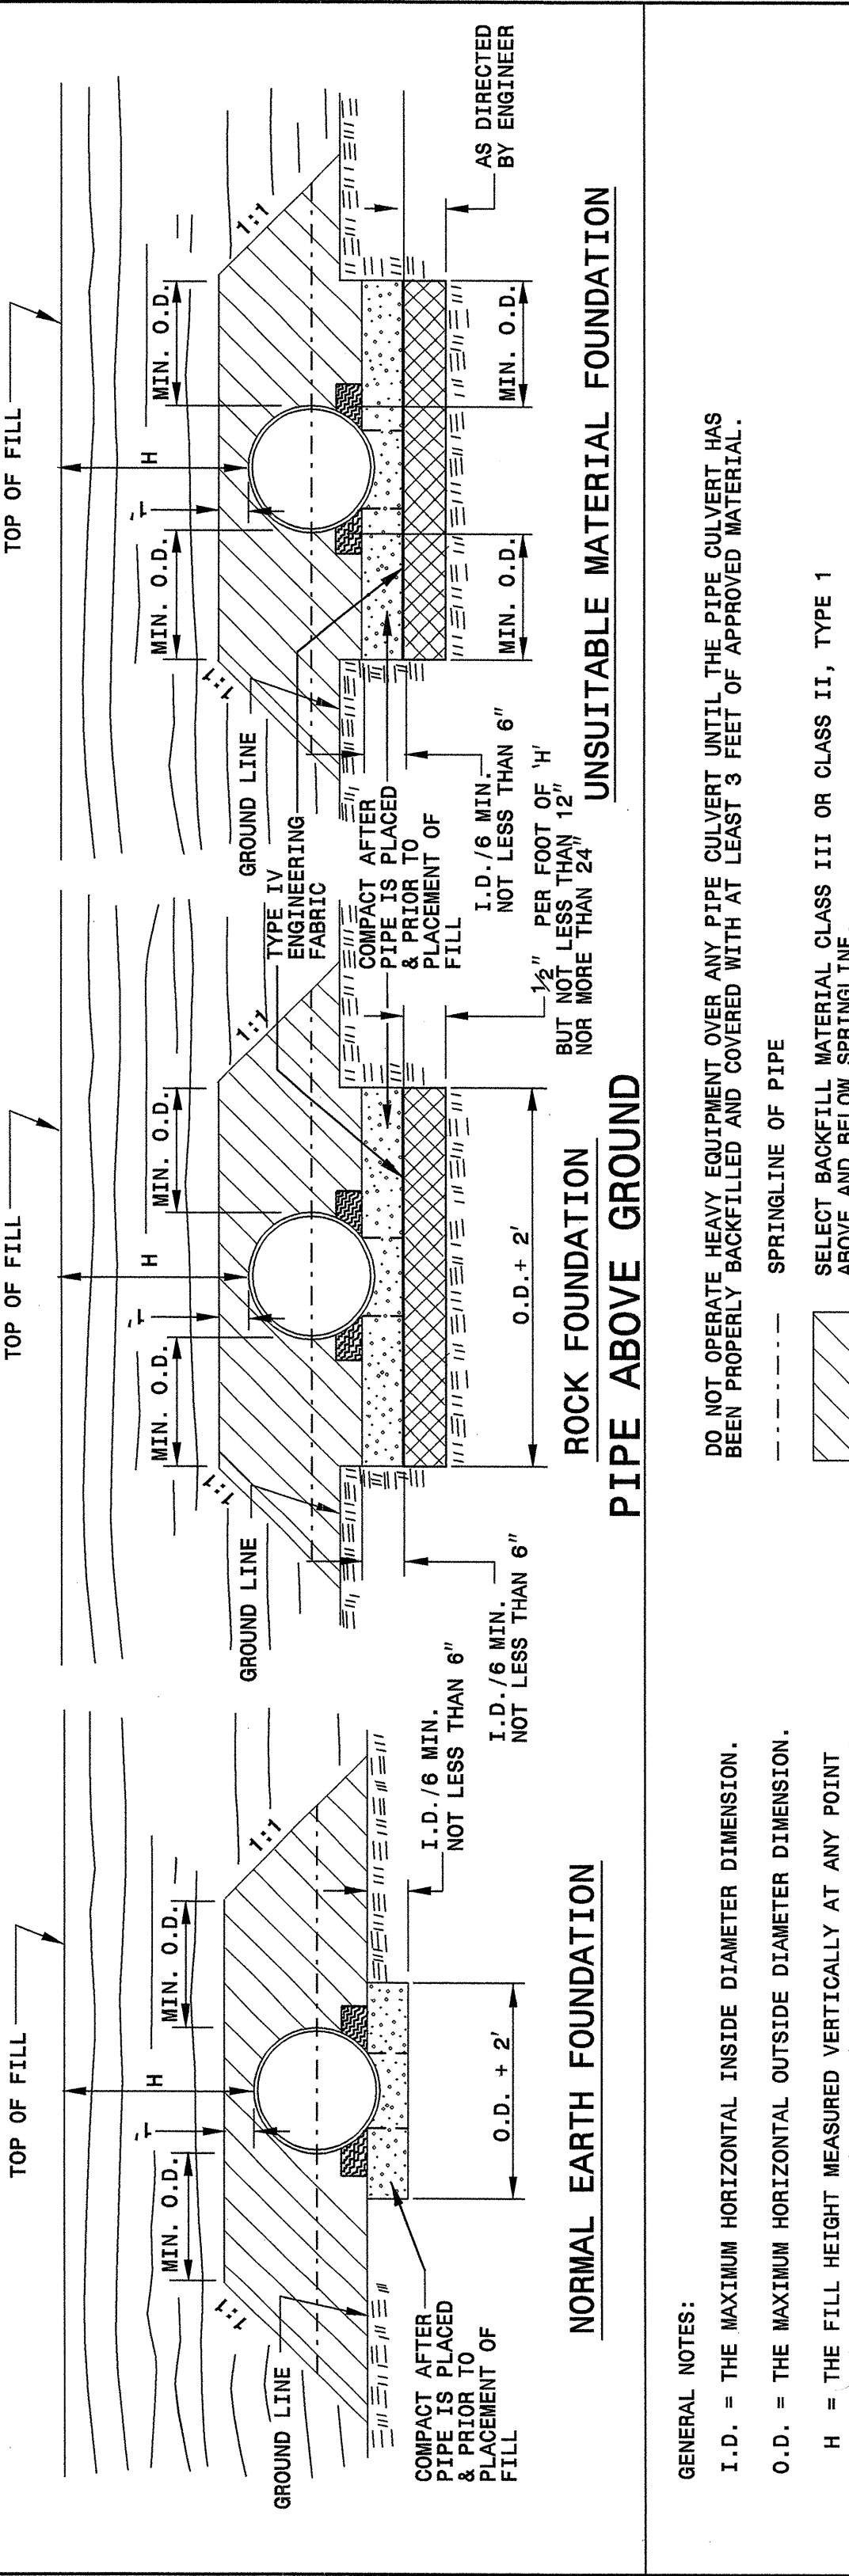 TOP OF FILL
H
1'
MIN. O.D.
MIN. O.D.
1:1
1:1
GROUND LINE
COMPACT AFTER
PIPE IS PLACED
& PRIOR TO
PLACEMENT OF
FILL
I.D./6 MIN.
NOT LESS THAN 6"
O.D. + 2'
NORMAL EARTH FOUNDATION
TOP OF FILL
H
1'
MIN. O.D.
MIN. O.D.
1:1
1:1
GROUND LINE
TYPE IV
ENGINEERING
FABRIC
COMPACT AFTER
PIPE IS PLACED
& PRIOR TO
PLACEMENT OF
FILL
I.D./6 MIN.
NOT LESS THAN 6"
O.D.+ 2'
1/2" PER FOOT OF 'H'
BUT NOT LESS THAN 12"
NOR MORE THAN 24"
ROCK FOUNDATION
PIPE ABOVE GROUND
TOP OF FILL
H
1'
MIN. O.D.
MIN. O.D.
1:1
1:1
GROUND LINE
I.D./6 MIN.
NOT LESS THAN 6"
MIN. O.D.
MIN. O.D.
AS DIRECTED
BY ENGINEER
UNSUITABLE MATERIAL FOUNDATION
GENERAL NOTES:
I.D. = THE MAXIMUM HORIZONTAL INSIDE DIAMETER DIMENSION.
O.D. = THE MAXIMUM HORIZONTAL OUTSIDE DIAMETER DIMENSION.
H = THE FILL HEIGHT MEASURED VERTICALLY AT ANY POINT
DO NOT OPERATE HEAVY EQUIPMENT OVER ANY PIPE CULVERT UNTIL THE PIPE CULVERT HAS
BEEN PROPERLY BACKFILLED AND COVERED WITH AT LEAST 3 FEET OF APPROVED MATERIAL.
SPRINGLINE OF PIPE
SELECT BACKFILL MATERIAL CLASS III OR CLASS II, TYPE 1
ABOVE AND BELOW SPRINGLINE